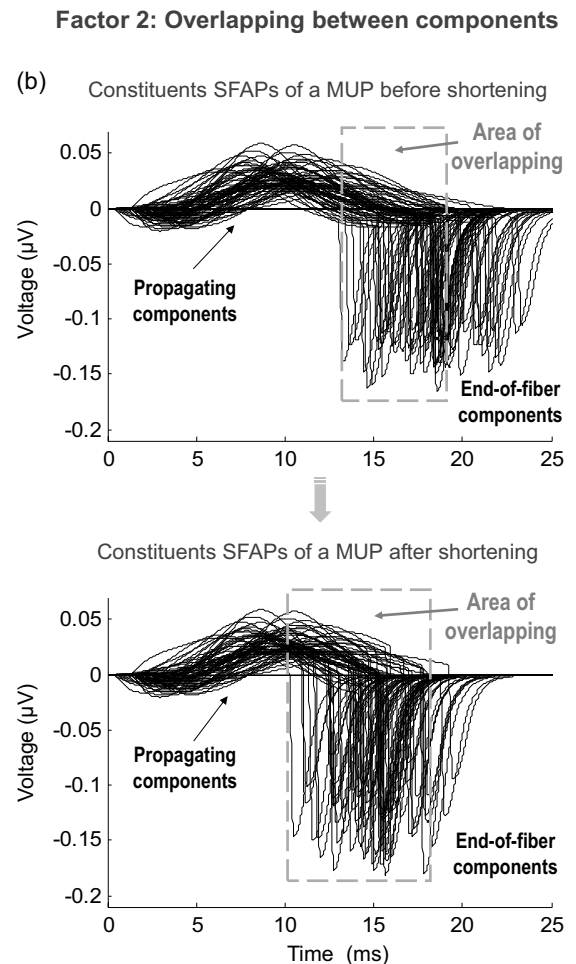 Factor 2: Overlapping between components
(b)
Constituents SFAPs of a MUP before shortening
Area of
overlapping
0.05
0
-0.05
-0.1
-0.15
-0.2
Voltage (µV)
Propagating
components
End-of-fiber
components
0 5 10 15 20 25
Constituents SFAPs of a MUP after shortening
Area of
overlapping
0.05
0
-0.05
-0.1
-0.15
-0.2
Voltage (µV)
Propagating
components
End-of-fiber
components
0 5 10 15 20 25
Time (ms)